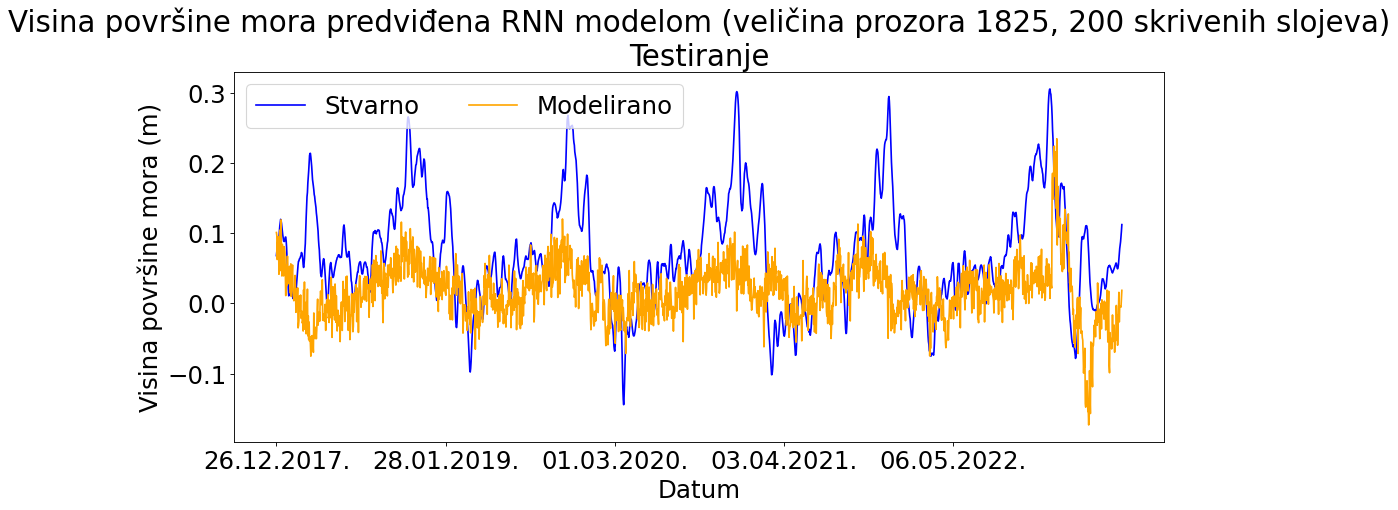 Visina površine mora predviđena RNN modelom (veličina prozora 1825, 200 skrivenih slojeva)
Testiranje
Stvarno
Modelirano
Visina površine mora (m)
0.3
0.2
0.1
0.0
−0.1
26.12.2017.
28.01.2019.
01.03.2020.
03.04.2021.
06.05.2022.
Datum